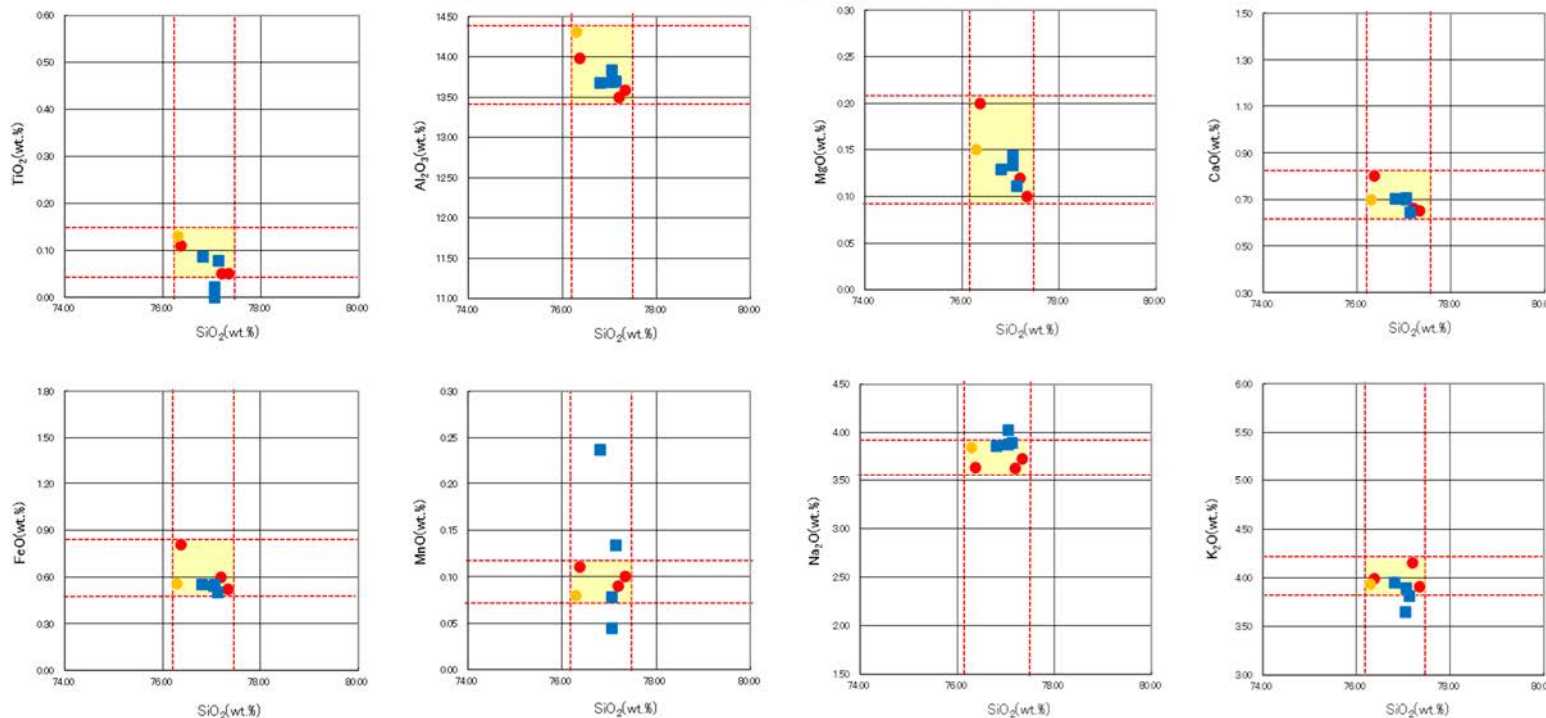 TiO2(wt.%)
0.60
0.50
0.40
0.30
0.20
0.10
0.00
74.00 76.00 78.00 80.00
SiO2(wt.%)
Al2O3(wt.%)
14.50
14.00
13.50
13.00
12.50
12.00
11.50
11.00
74.00 76.00 78.00 80.00
SiO2(wt.%)
MgO(wt.%)
0.30
0.25
0.20
0.15
0.10
0.05
0.00
74.00 76.00 78.00 80.00
SiO2(wt.%)
CaO(wt.%)
1.50
1.30
1.10
0.90
0.70
0.50
0.30
74.00 76.00 78.00 80.00
SiO2(wt.%)
FeO(wt.%)
1.80
1.50
1.20
0.90
0.60
0.30
0.00
74.00 76.00 78.00 80.00
SiO2(wt.%)
MnO(wt.%)
0.30
0.25
0.20
0.15
0.10
0.05
0.00
74.00 76.00 78.00 80.00
SiO2(wt.%)
Na2O(wt.%)
4.50
4.00
3.50
3.00
2.50
2.00
1.50
74.00 76.00 78.00 80.00
SiO2(wt.%)
K2O(wt.%)
6.00
5.50
5.00
4.50
4.00
3.50
3.00
74.00 76.00 78.00 80.00
SiO2(wt.%)